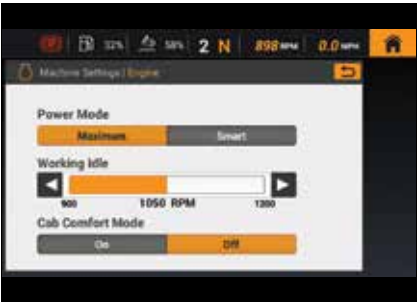 32% 58% 2 N 898 RPM 0.0 MPH
Machine Settings | Engine
Power Mode
Maximum Smart
Working Idle
900 1050 RPM 1200
Cab Comfort Mode
On Off